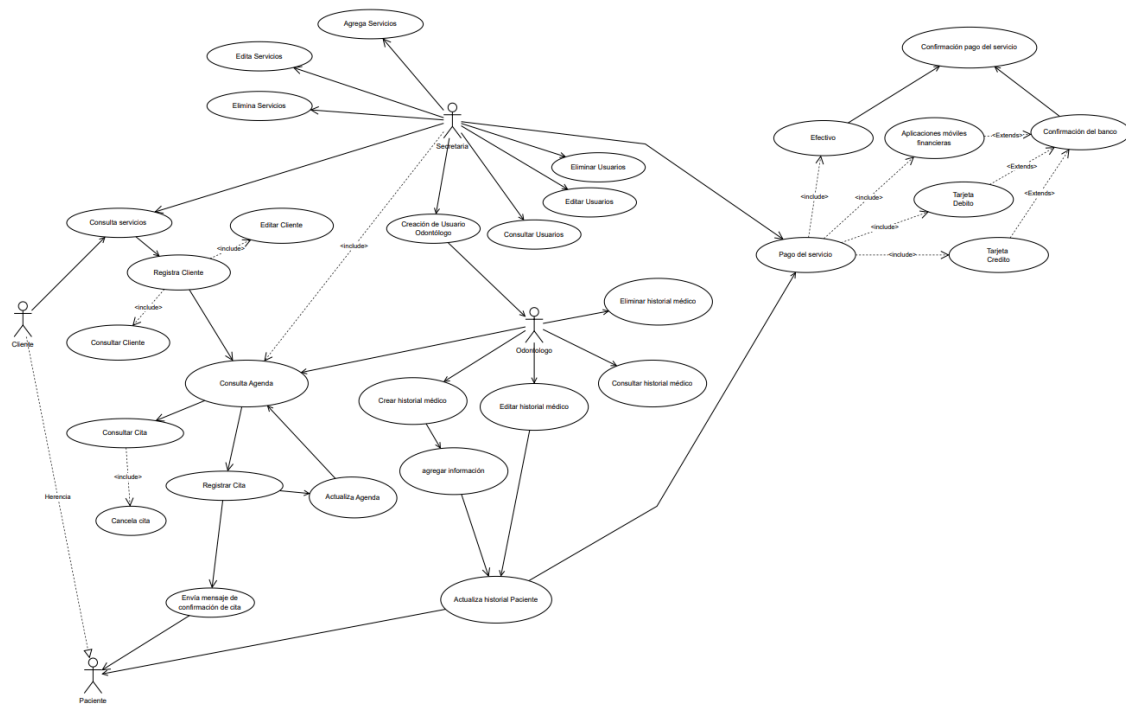 Agrega Servicios
Edita Servicios
Confirmación pago del servicio
Elimina Servicios
Secretaria
Efectivo
Aplicaciones móviles
financieras
<Extends>
Confirmación del banco
Eliminar Usuarios
<Extends>
<include>
<include>
Editar Usuarios
Tarjeta
Debito
<Extends>
Consulta servicios
Editar Cliente
Creación de Usuario
Odontólogo
Consultar Usuarios
<include>
<include>
<include>
Pago del servicio
<include>
Tarjeta
Credito
Registra Cliente
<include>
Eliminar historial médico
Cliente
Consultar Cliente
Odontologo
Consulta Agenda
Consultar historial médico
Crear historial médico
Editar historial médico
Consultar Cita
<include>
agregar información
Registrar Cita
Actualiza Agenda
Herencia
Cancela cita
Envía mensaje de
confirmación de cita
Actualiza historial Paciente
Paciente